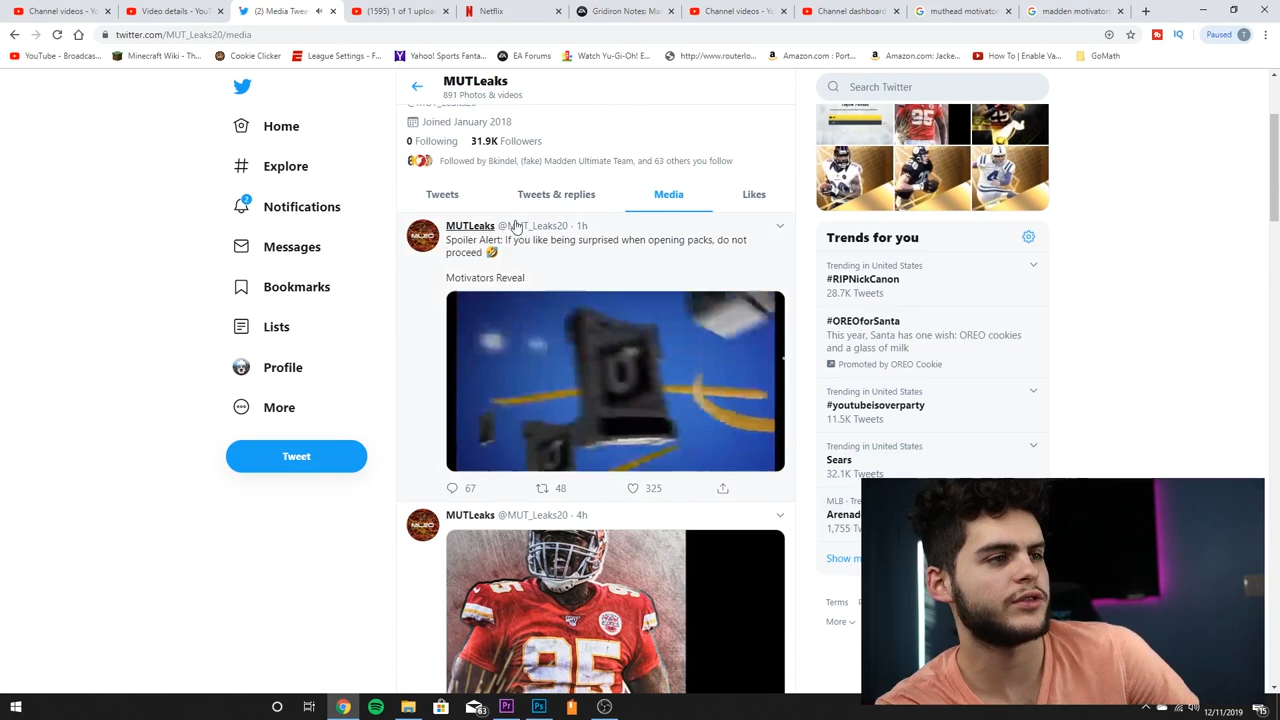 Channel videos - Yo
Video details - YouT
(2) Media Twee
(1595) 1 of 1 upload
Netflix
Gridiron Notes: Ma
Channel videos - Yo
Channel dashboard
muthead motivator
madden motivator
twitter.com/MUT_Leaks20/media
Paused
T
YouTube - Broadcas...
Minecraft Wiki - Th...
Cookie Clicker
League Settings - F...
Yahoo! Sports Fanta...
EA Forums
Watch Yu-Gi-Oh! E...
http://www.routerlo...
Amazon.com : Port...
Amazon.com: Jacke...
How To | Enable Va...
GoMath
MUTLeaks
891 Photos & videos
Joined January 2018
0 Following 31.9K Followers
Followed by Bkindel, (fake) Madden Ultimate Team, and 63 others you follow
Tweets
Tweets & replies
Media
Likes
Home
Explore
2
Notifications
Messages
Bookmarks
Lists
Profile
More
Tweet
MUTLeaks @MUT_Leaks20 · 1h
Spoiler Alert: If you like being surprised when opening packs, do not
proceed 🤣
Motivators Reveal
67 48 325
MUTLeaks @MUT_Leaks20 · 4h
95
Search Twitter
Trends for you
Trending in United States
#RIPNickCanon
28.7K Tweets
#OREOforSanta
This year, Santa has one wish: OREO cookies
and a glass of milk
Promoted by OREO Cookie
Trending in United States
#youtubeisoverparty
11.5K Tweets
Trending in United States
Sears
32.1K Tweets
MLB · Tre
Arenad
1,755 Twe
Show m
Terms P
More
63
12/11/2019
15